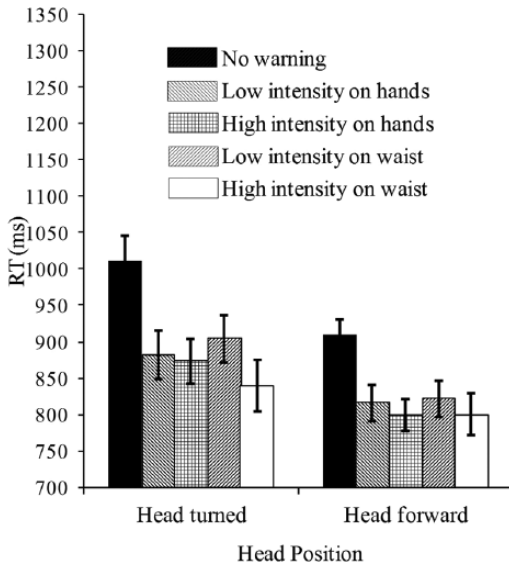 1350
1300
1250
1200
1150
1100
1050
1000
950
900
850
800
750
700
RT (ms)
No warning
Low intensity on hands
High intensity on hands
Low intensity on waist
High intensity on waist
Head turned Head forward
Head Position